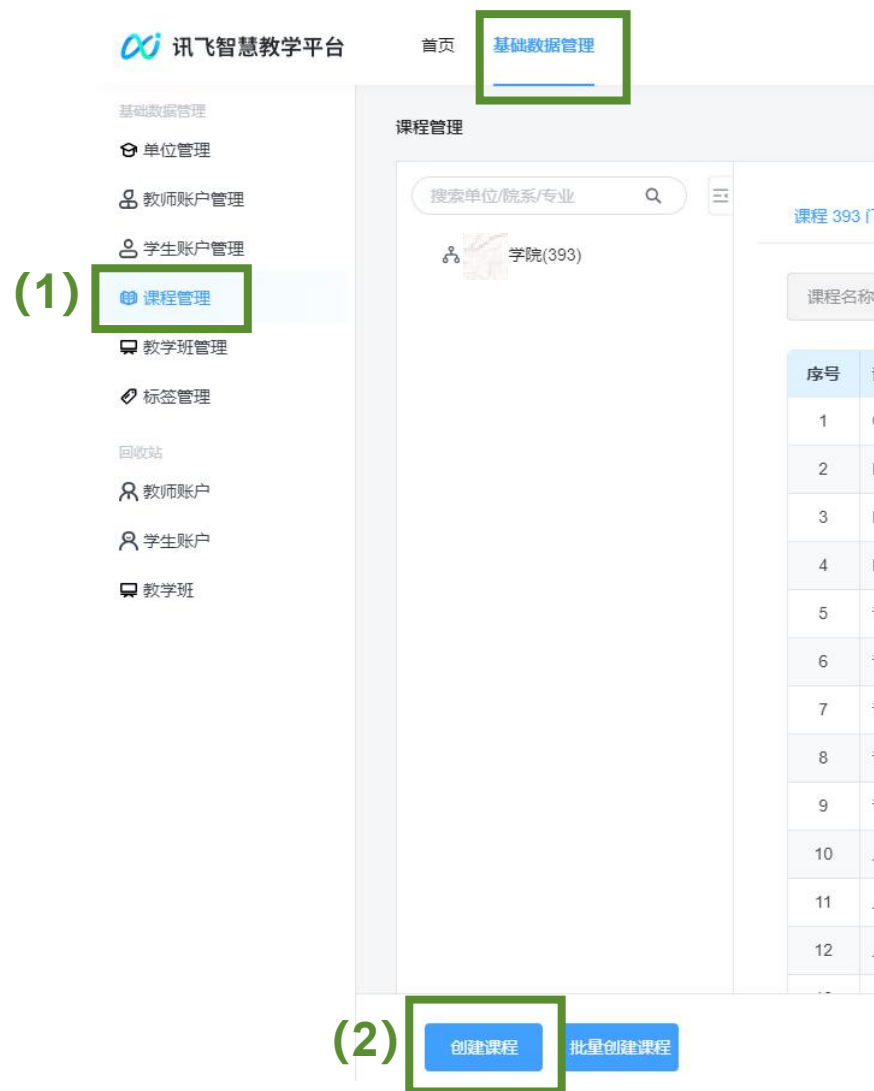 讯飞智慧教学平台 首页 基础数据管理
基础数据管理
单位管理
教师账户管理
学生账户管理
(1) 课程管理
教学班管理
标签管理
回收站
教师账户
学生账户
教学班
课程管理
搜索单位/院系/专业
学院(393)
课程 393
课程名称
序号
1
2
3
4
5
6
7
8
9
10
11
12
(2) 创建课程 批量创建课程